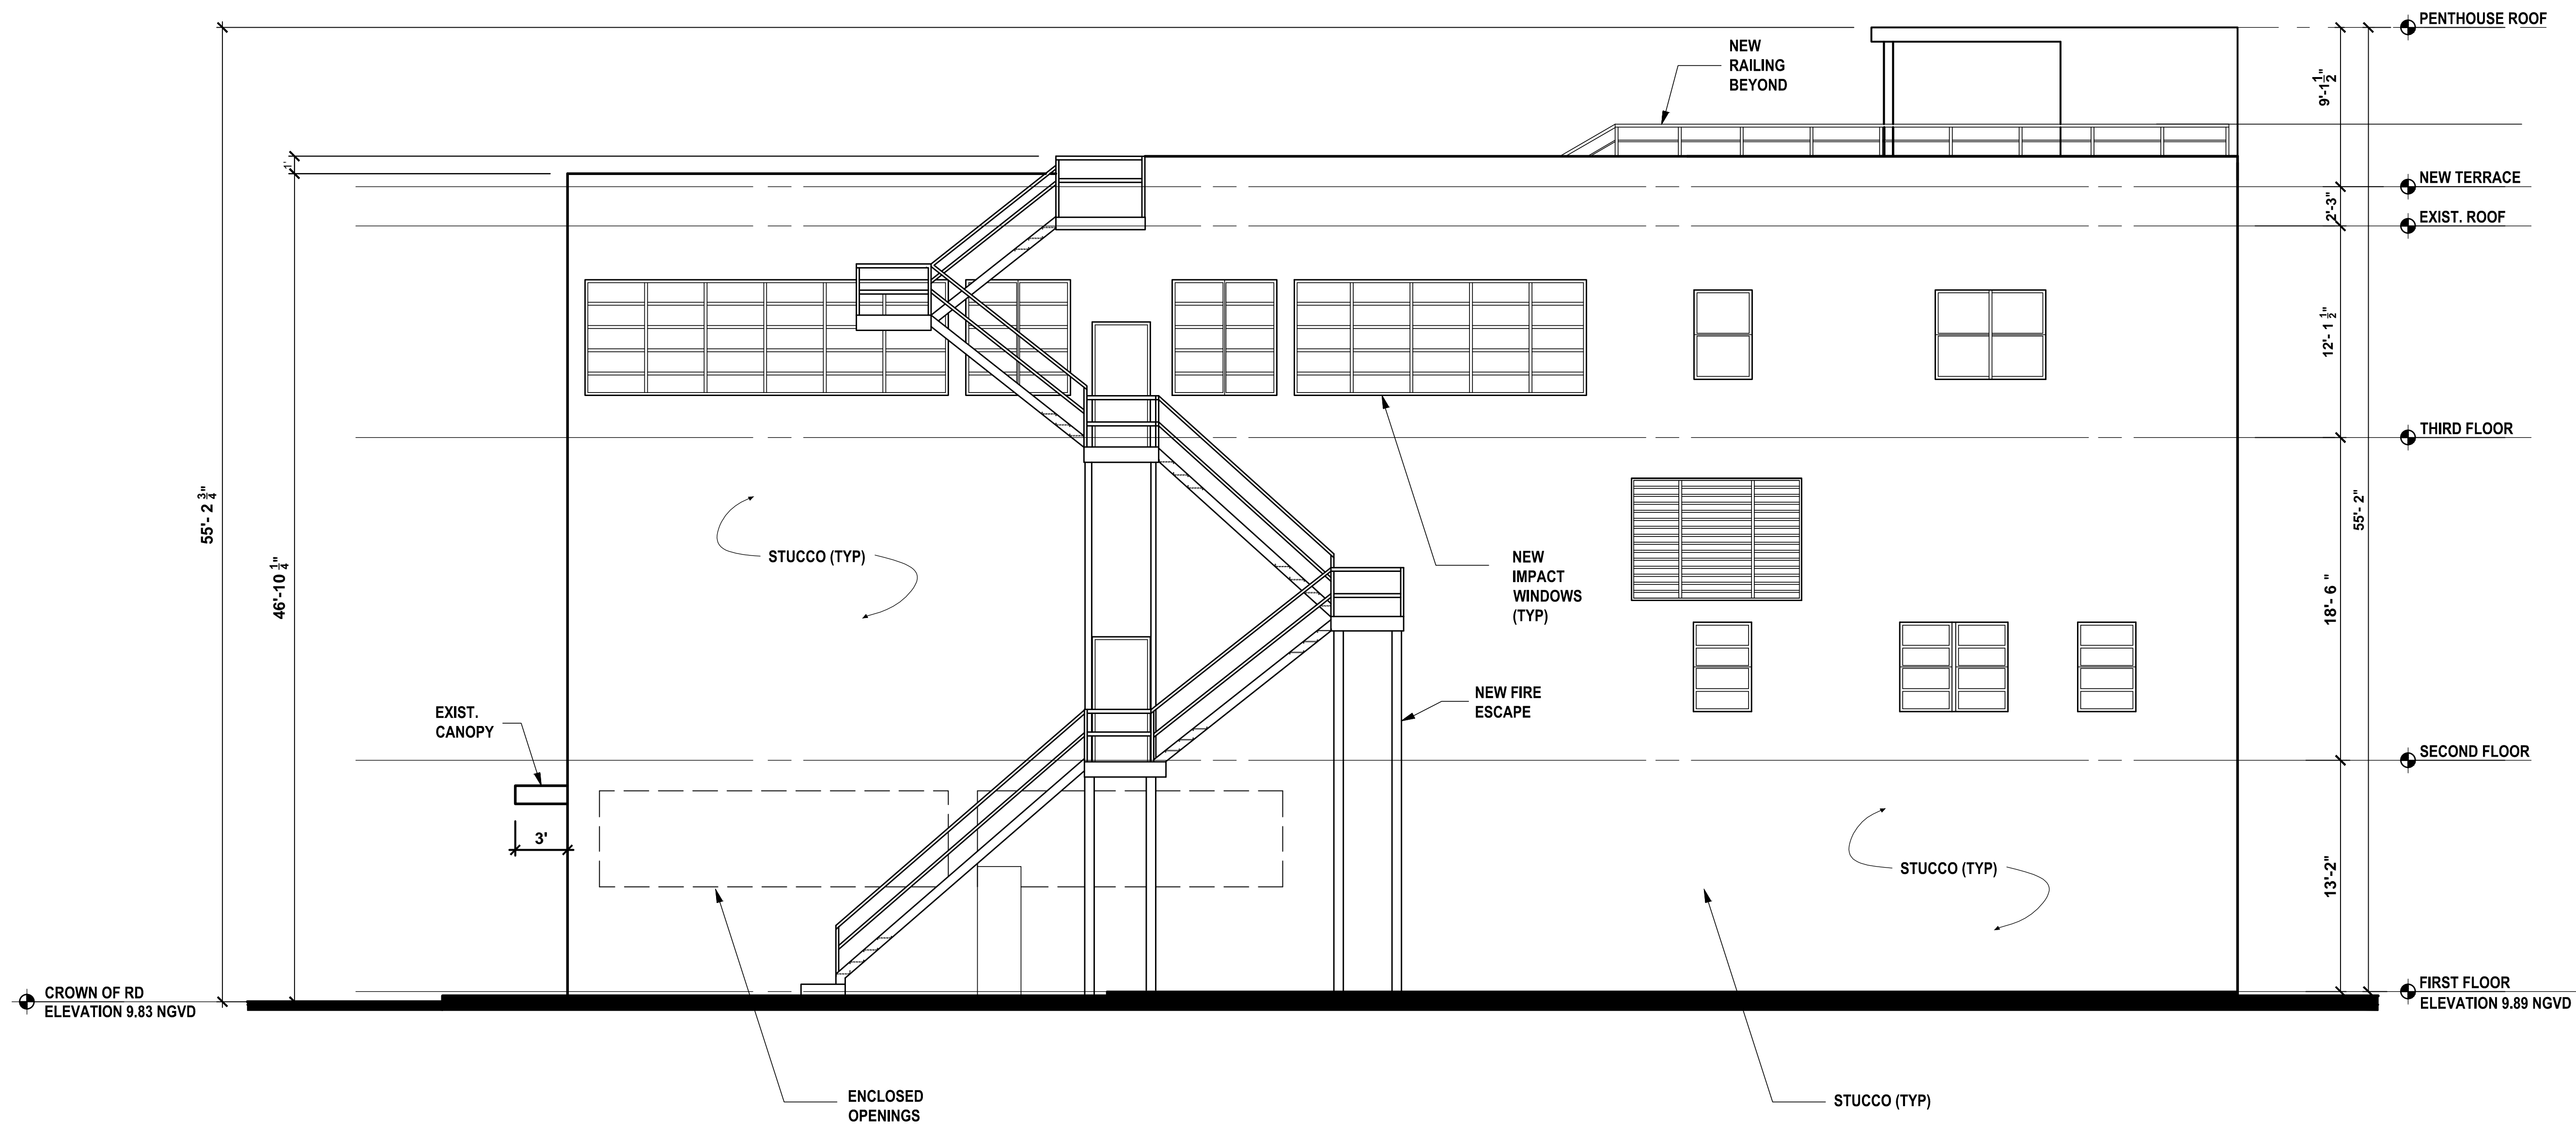 PENTHOUSE ROOF
NEW
RAILING
BEYOND
9'-1 1/2"
1'
NEW TERRACE
2'-3"
EXIST. ROOF
12'- 1 1/2"
THIRD FLOOR
55'- 2 3/4"
46'-10 1/4"
STUCCO (TYP)
NEW
IMPACT
WINDOWS
(TYP)
55'- 2"
18'- 6 "
NEW FIRE
ESCAPE
EXIST.
CANOPY
SECOND FLOOR
3'
STUCCO (TYP)
13'-2"
CROWN OF RD
ELEVATION 9.83 NGVD
FIRST FLOOR
ELEVATION 9.89 NGVD
ENCLOSED
OPENINGS
STUCCO (TYP)